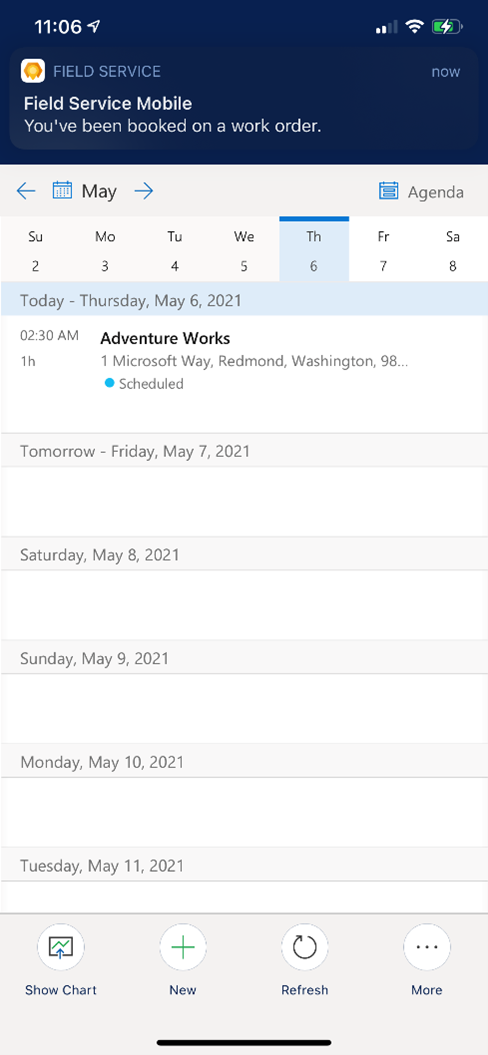 11:06
FIELD SERVICE now
Field Service Mobile
You've been booked on a work order.
May Agenda
Su Mo Tu We Th Fr Sa
2 3 4 5 6 7 8
Today - Thursday, May 6, 2021
02:30 AM Adventure Works
1h 1 Microsoft Way, Redmond, Washington, 98...
Scheduled
Tomorrow - Friday, May 7, 2021
Saturday, May 8, 2021
Sunday, May 9, 2021
Monday, May 10, 2021
Tuesday, May 11, 2021
Show Chart New Refresh More